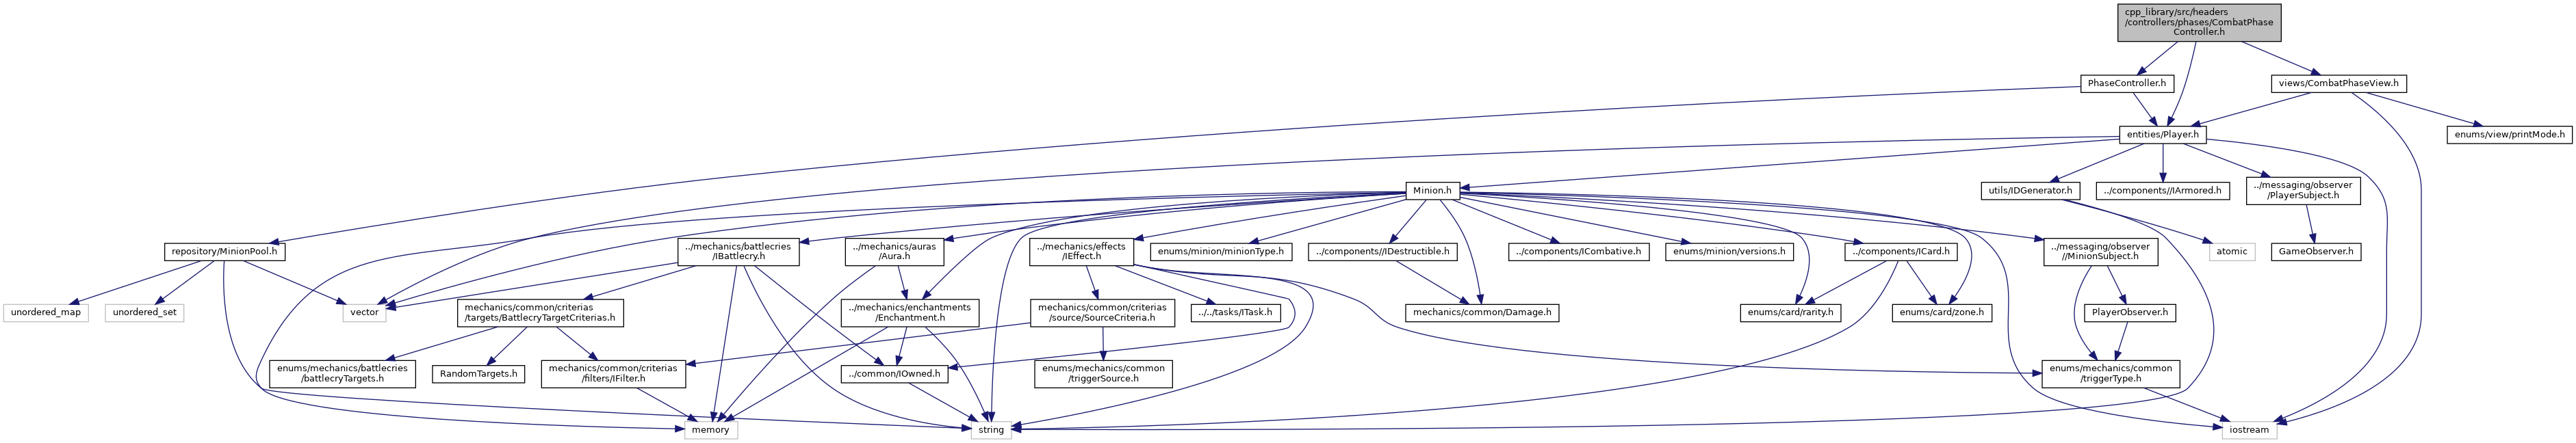 cpp_library/src/headers
/controllers/phases/CombatPhase
Controller.h
PhaseController.h
views/CombatPhaseView.h
entities/Player.h
enums/view/printMode.h
Minion.h
utils/IDGenerator.h
../components//IArmored.h
../messaging/observer
/PlayerSubject.h
repository/MinionPool.h
../mechanics/battlecries
/IBattlecry.h
../mechanics/auras
/Aura.h
../mechanics/effects
/IEffect.h
enums/minion/minionType.h
../components//IDestructible.h
../components/ICombative.h
enums/minion/versions.h
../components/ICard.h
../messaging/observer
//MinionSubject.h
atomic
GameObserver.h
unordered_map
unordered_set
vector
mechanics/common/criterias
/targets/BattlecryTargetCriterias.h
../mechanics/enchantments
/Enchantment.h
mechanics/common/criterias
/source/SourceCriteria.h
../../tasks/ITask.h
mechanics/common/Damage.h
enums/card/rarity.h
enums/card/zone.h
PlayerObserver.h
enums/mechanics/battlecries
/battlecryTargets.h
RandomTargets.h
mechanics/common/criterias
/filters/IFilter.h
../common/IOwned.h
enums/mechanics/common
/triggerSource.h
enums/mechanics/common
/triggerType.h
memory
string
iostream